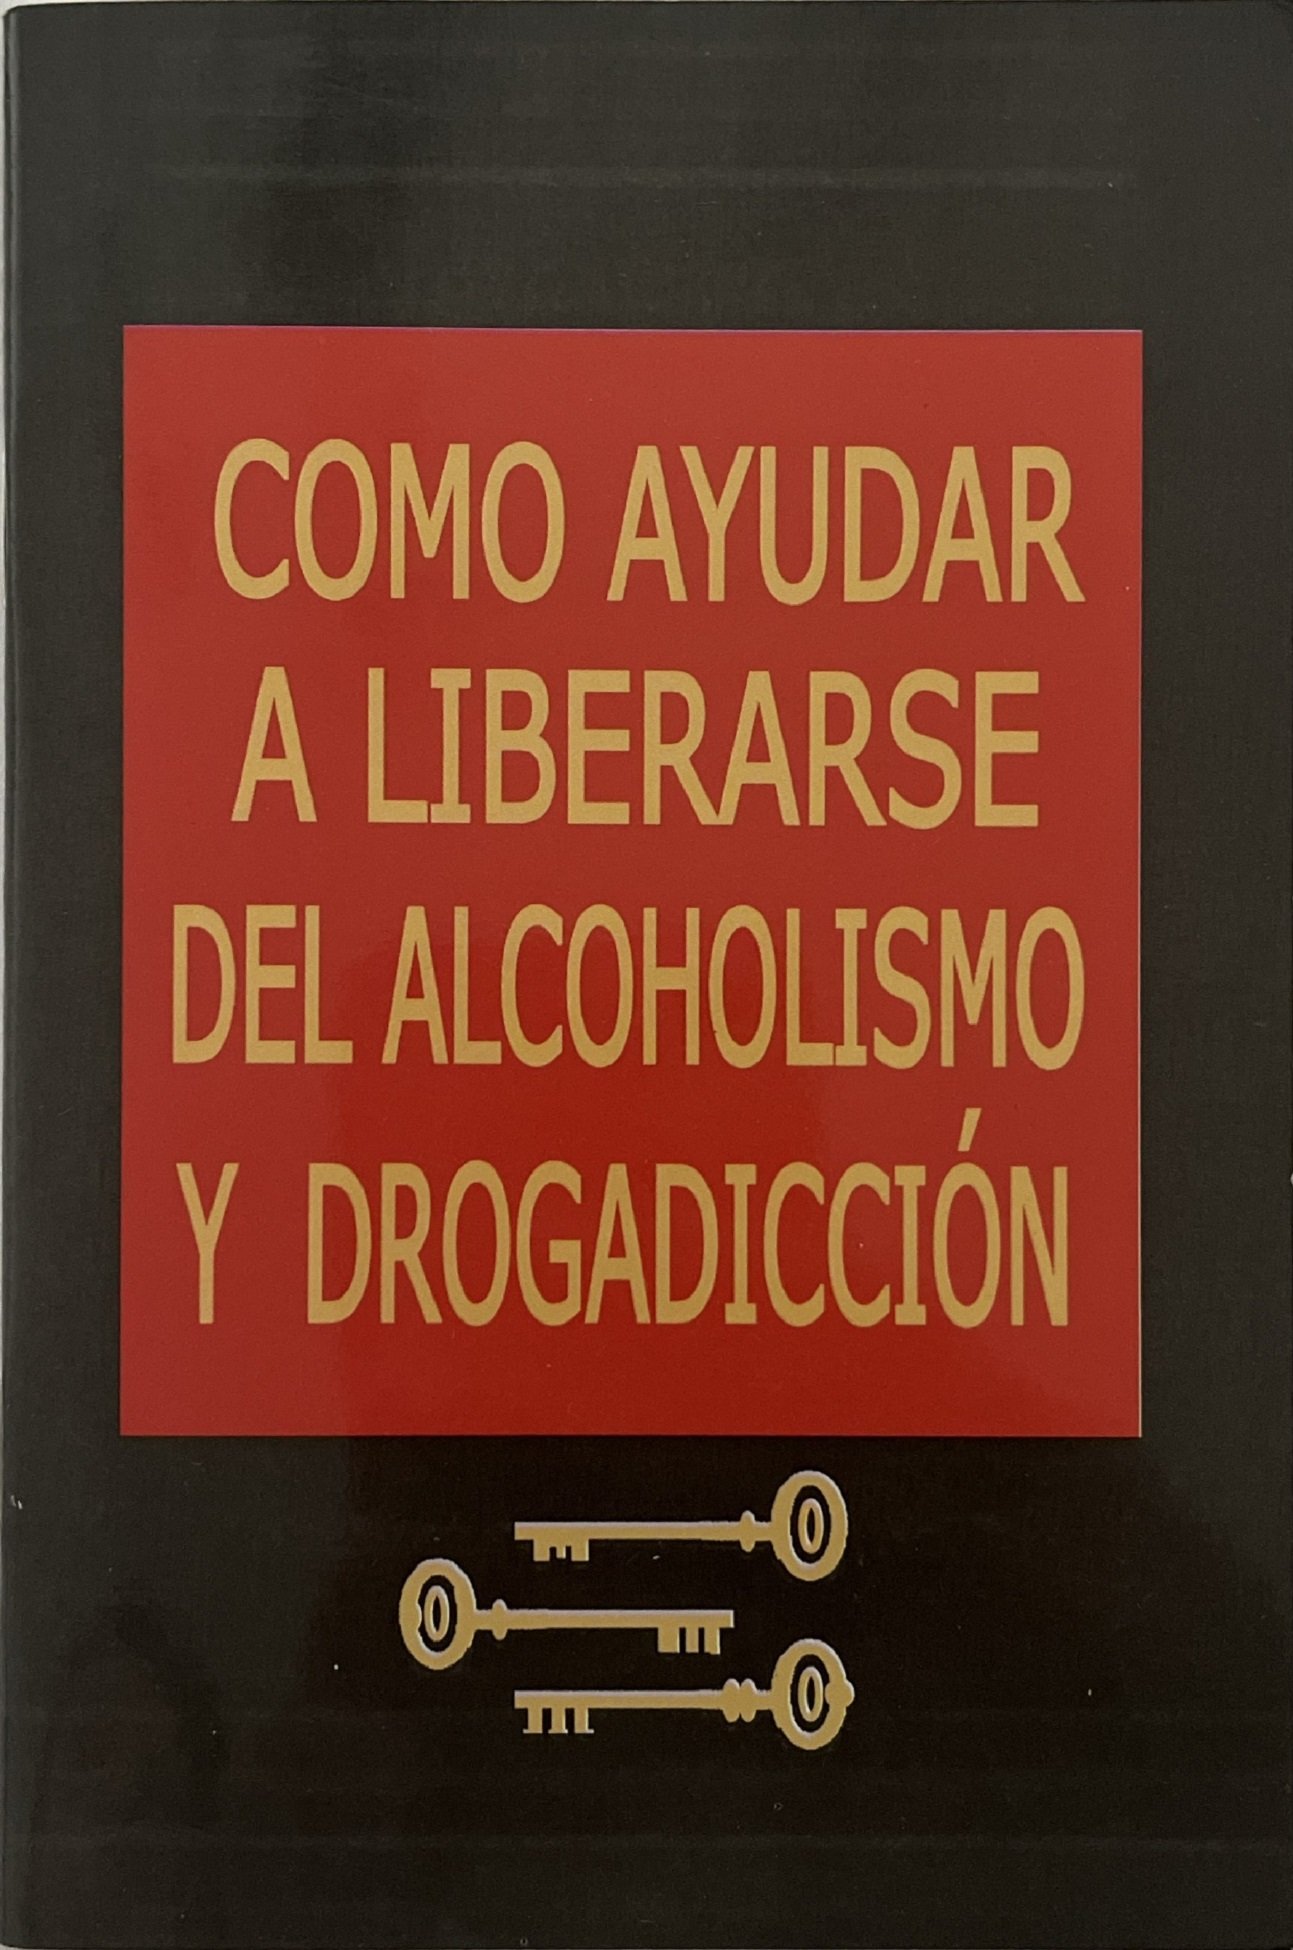 COMO AYUDAR
A LIBERARSE
DEL ALCOHOLISMO
Y DROGADICCIÓN